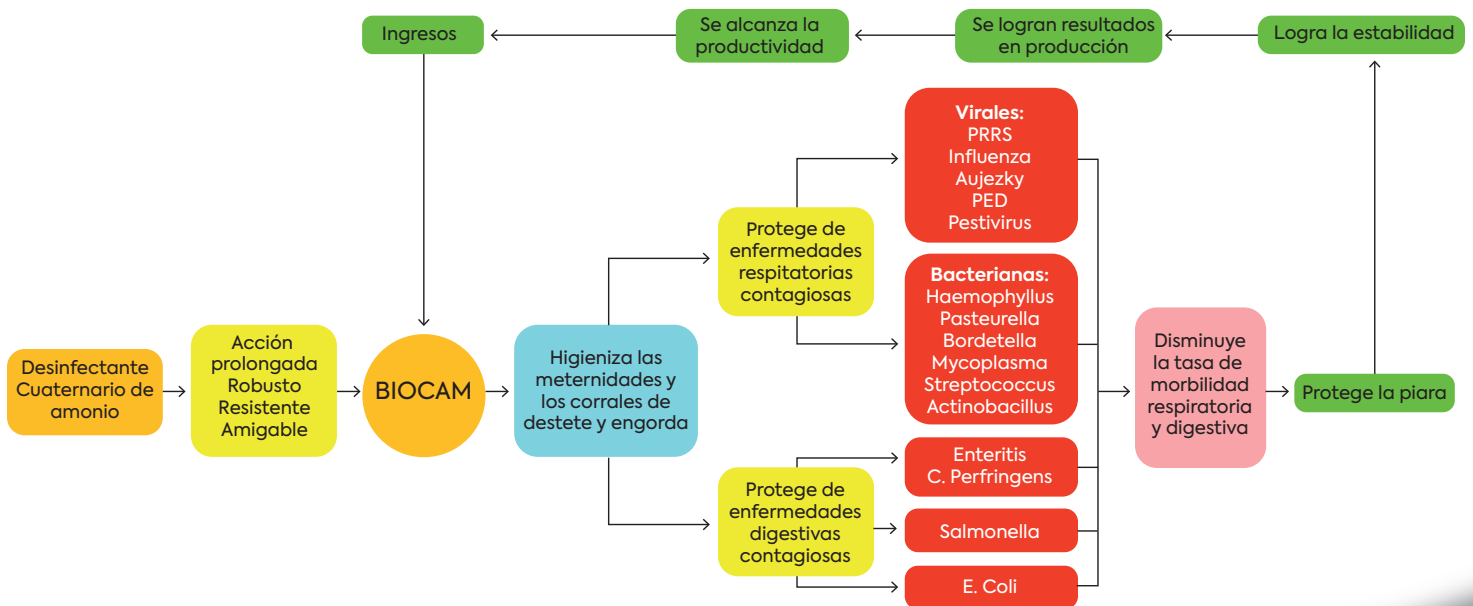 Ingresos
Se alcanza la
productividad
Se logran resultados
en producción
Logra la estabilidad
Desinfectante
Cuaternario de
amonio
Acción
prolongada
Robusto
Resistente
Amigable
BIOCAM
Higieniza las
meternidades y
los corrales de
destete y engorda
Protege de
enfermedades
respitatorias
contagiosas
Virales:
PRRS
Influenza
Aujezky
PED
Pestivirus
Bacterianas:
Haemophyllus
Pasteurella
Bordetella
Mycoplasma
Streptococcus
Actinobacillus
Protege de
enfermedades
digestivas
contagiosas
Enteritis
C. Perfringens
Salmonella
E. Coli
Disminuye
la tasa de
morbilidad
respiratoria
y digestiva
Protege la piara